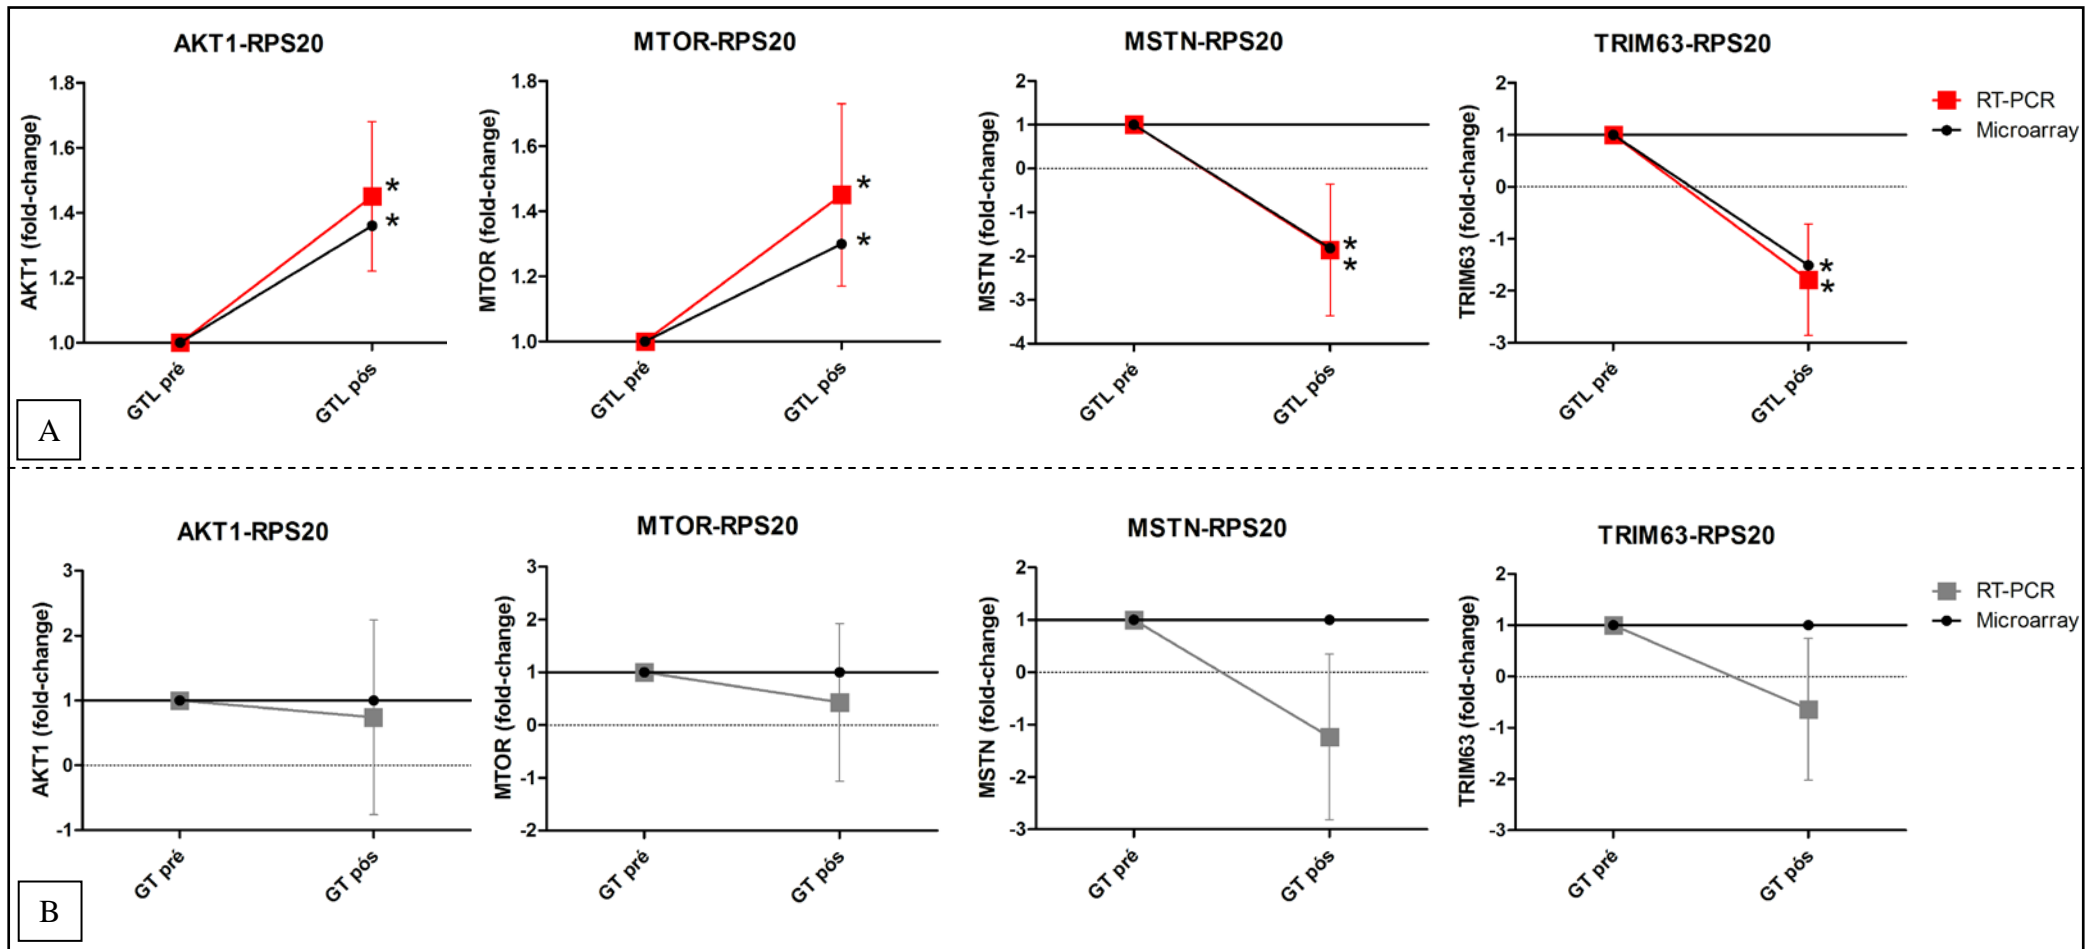 AKT1-RPS20
AKT1 (fold-change)
1.8
1.6
1.4
1.2
1.0
*
*
GTL pré
GTL pós
MTOR-RPS20
MTOR (fold-change)
1.8
1.6
1.4
1.2
1.0
*
*
GTL pré
GTL pós
MSTN-RPS20
MSTN (fold-change)
2
1
0
-1
-2
-3
-4
*
*
GTL pré
GTL pós
TRIM63-RPS20
TRIM63 (fold-change)
2
1
0
-1
-2
-3
*
*
GTL pré
GTL pós
RT-PCR
Microarray
A
AKT1-RPS20
AKT1 (fold-change)
3
2
1
0
-1
GT pré
GT pós
MTOR-RPS20
MTOR (fold-change)
3
2
1
0
-1
-2
GT pré
GT pós
MSTN-RPS20
MSTN (fold-change)
2
1
0
-1
-2
-3
GT pré
GT pós
TRIM63-RPS20
TRIM63 (fold-change)
2
1
0
-1
-2
-3
GT pré
GT pós
RT-PCR
Microarray
B